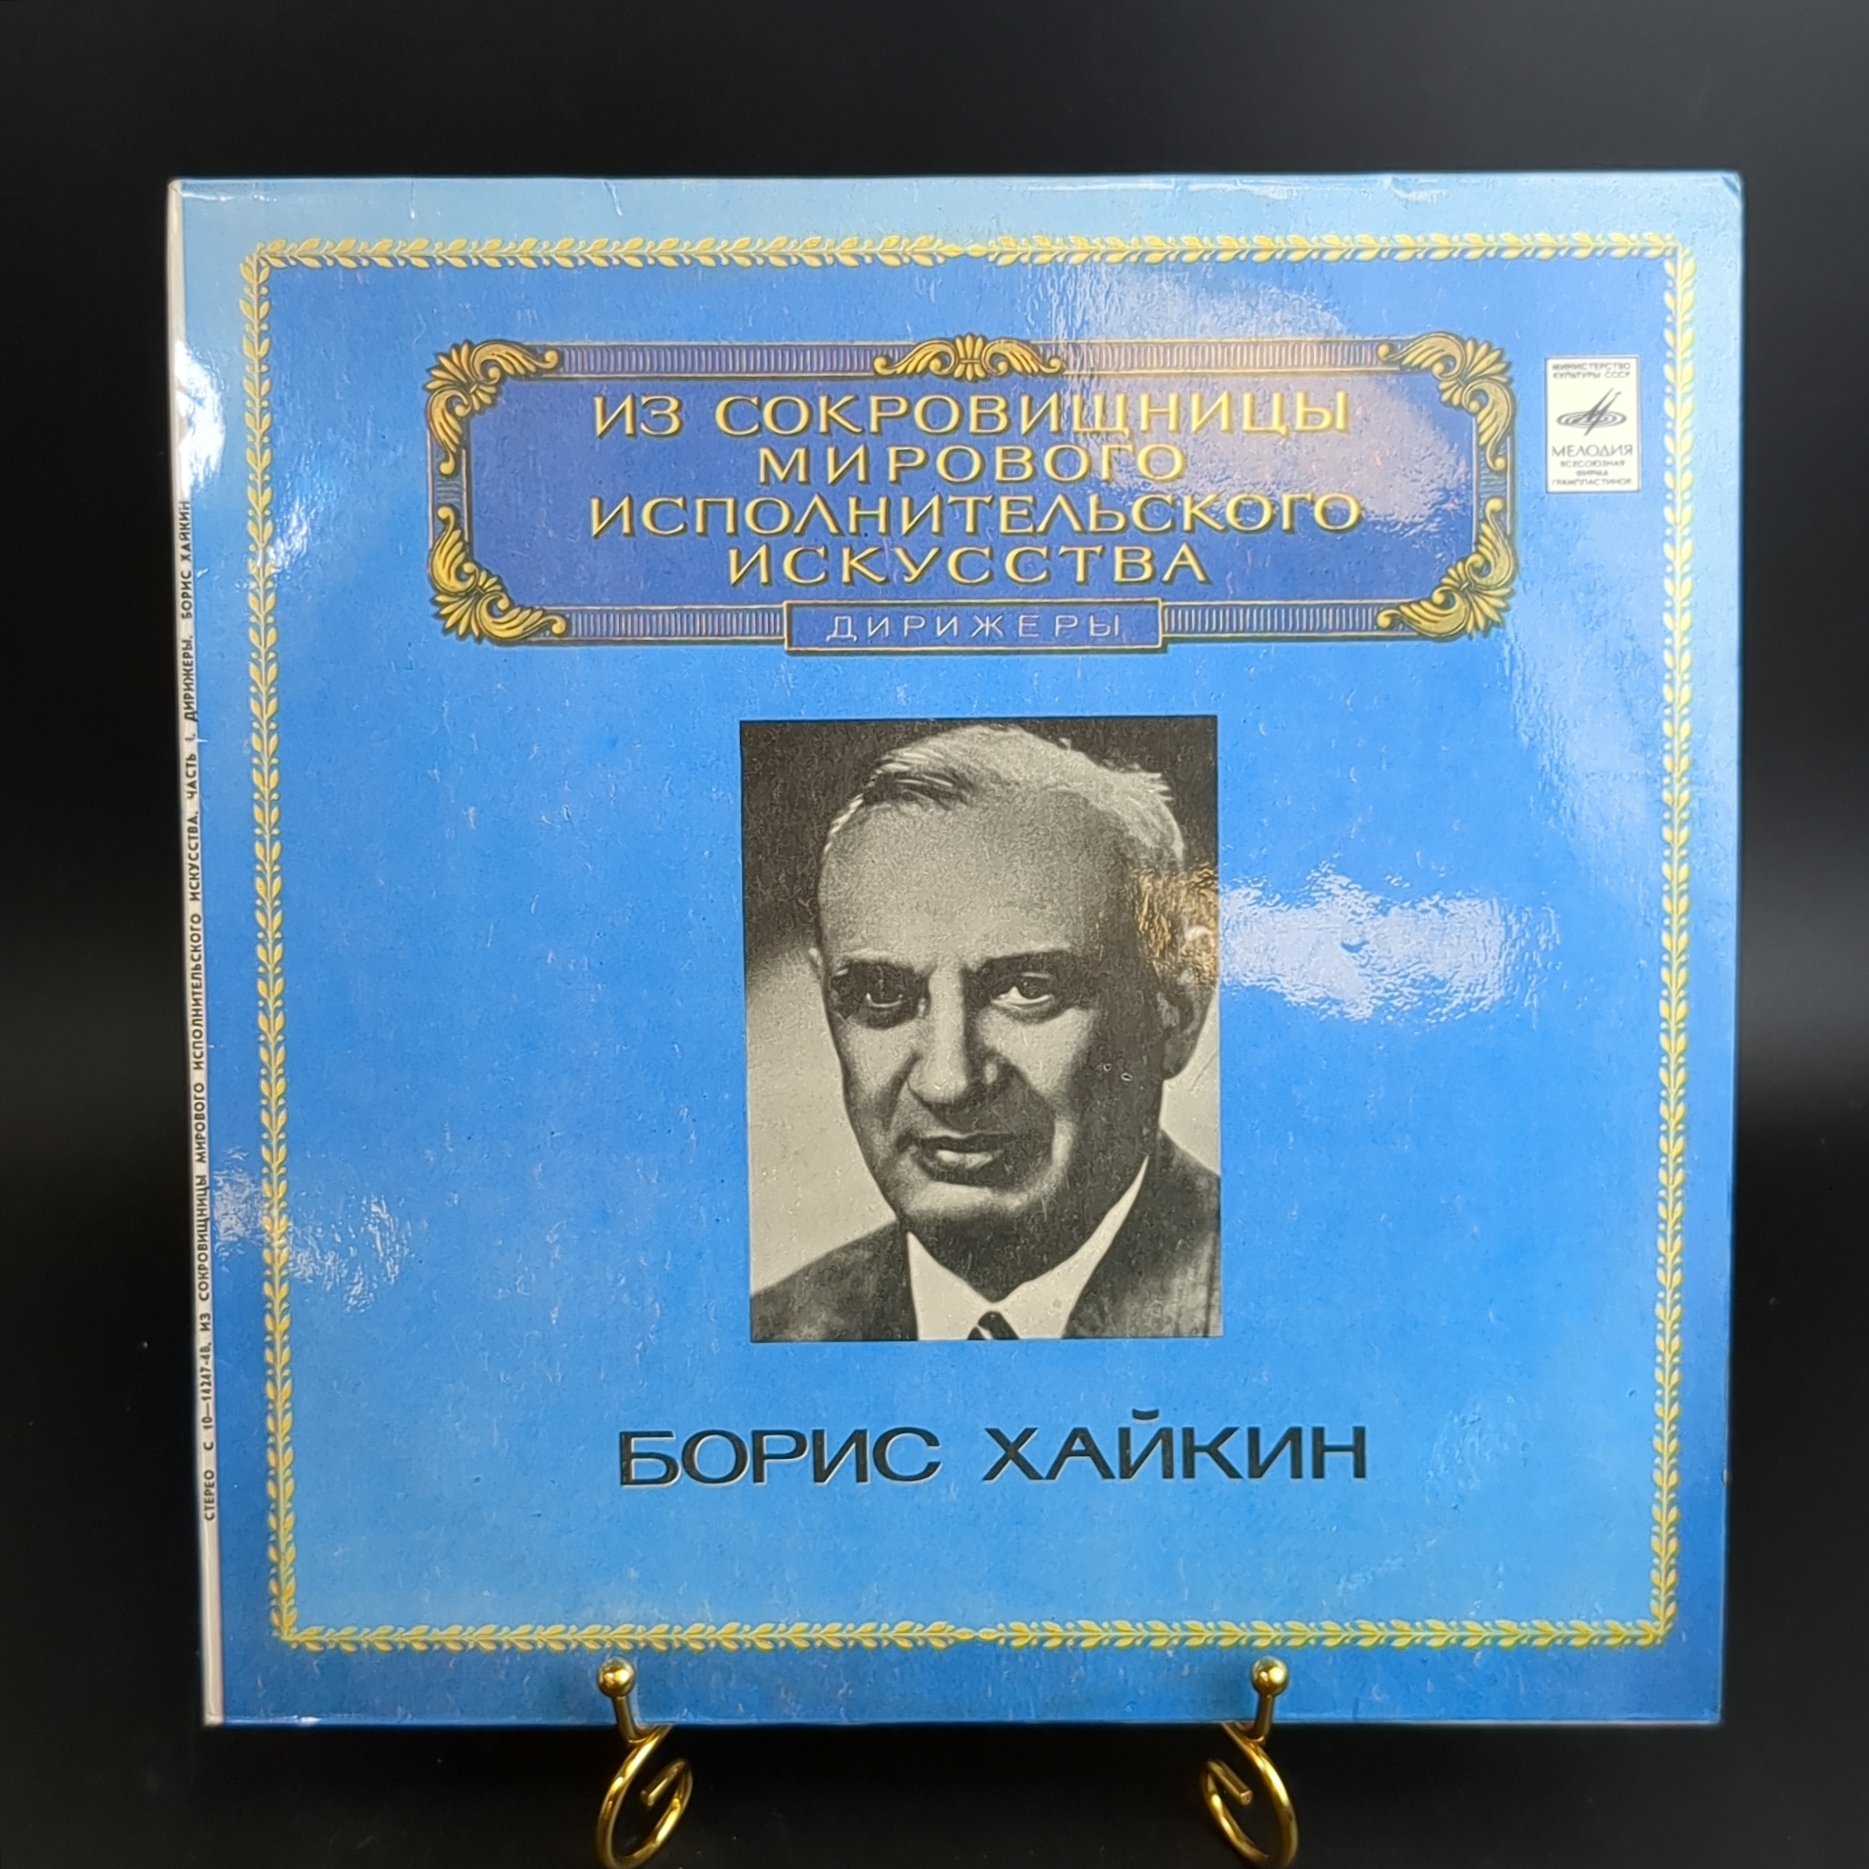 ИЗ СОКРОВИЩНИЦЫ
МИРОВОГО
ИСПОЛНИТЕЛЬСКОГО
ИСКУССТВА
ДИРИЖЕРЫ
МИНИСТЕРСТВО
КУЛЬТУРЫ СССР
МЕЛОДИЯ
ВСЕСОЮЗНАЯ
ФИРМА
ГРАМПЛАСТИНОК
БОРИС ХАЙКИН
СТЕРЕО С 10—14247-48. ИЗ СОКРОВИЩНИЦЫ МИРОВОГО ИСПОЛНИТЕЛЬСКОГО ИСКУССТВА. ЧАСТЬ I. ДИРИЖЕРЫ. БОРИС ХАЙКИН